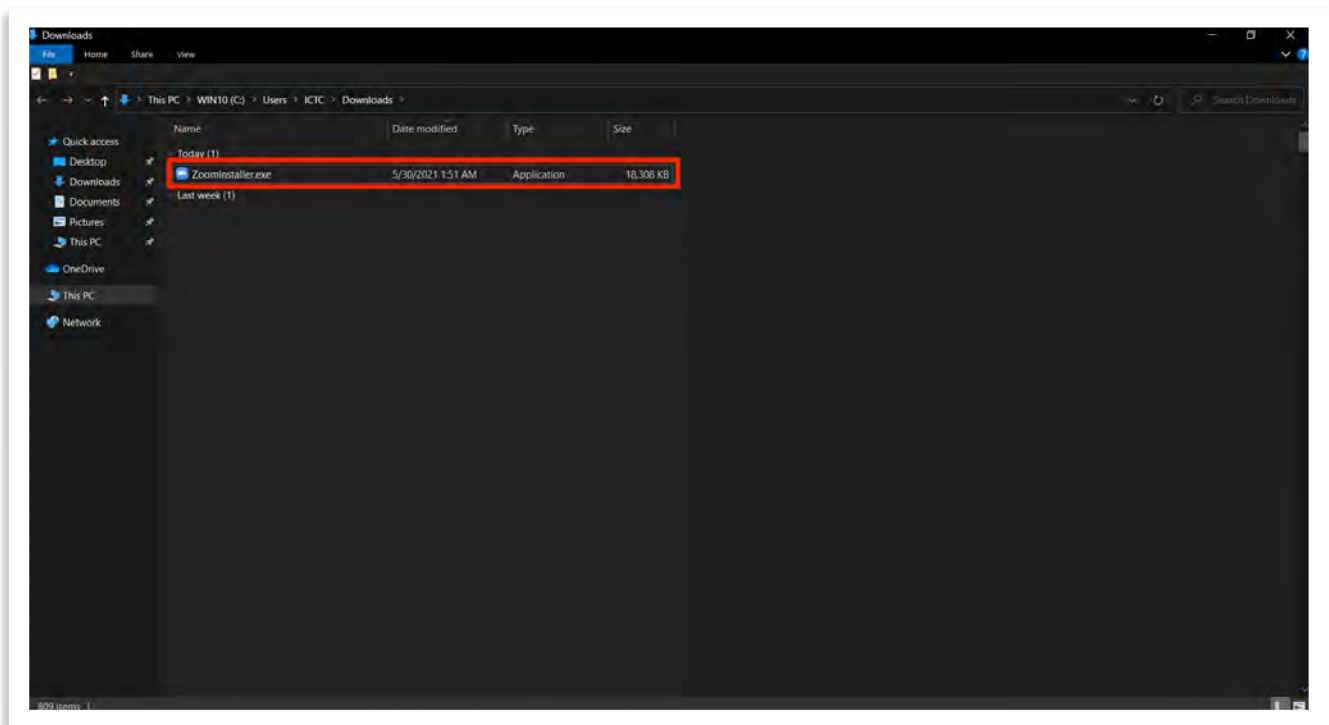 Downloads
File Home Share View
This PC > WIN10 (C:) > Users > ICTC > Downloads >
Search Downloads
Name Date modified Type Size
Quick access
Today (1)
Desktop
ZoomInstaller.exe 5/30/2021 1:51 AM Application 18,308 KB
Downloads
Last week (1)
Documents
Pictures
This PC
OneDrive
This PC
Network
809 items